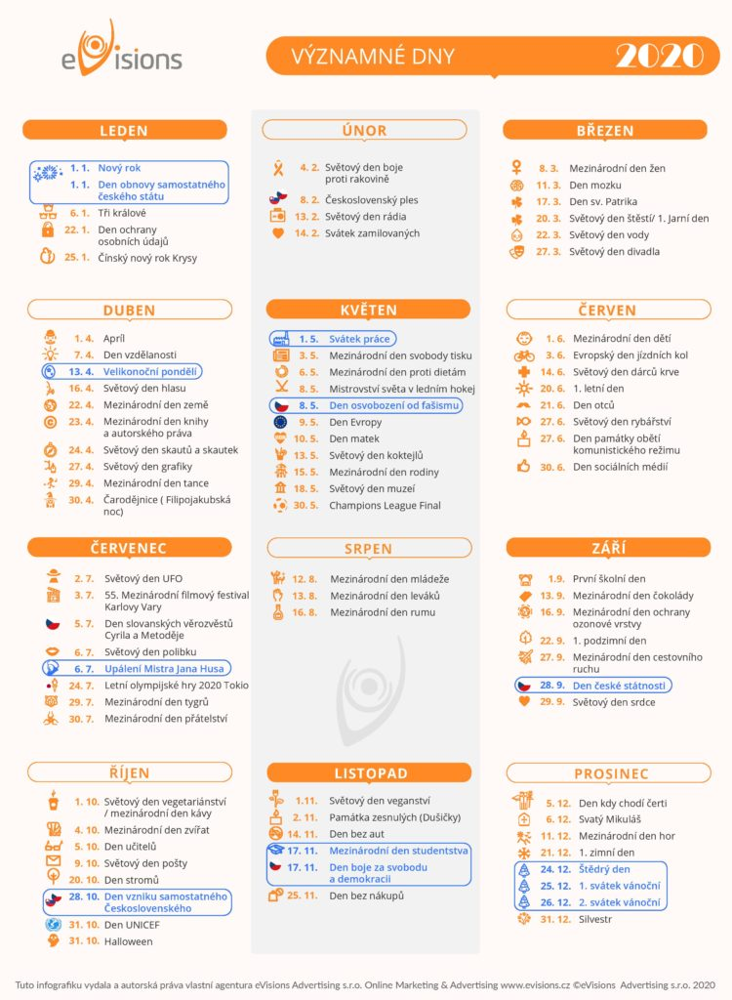 eVisions
VÝZNAMNÉ DNY
2020
LEDEN
1. 1. Nový rok
1. 1. Den obnovy samostatného
českého státu
6. 1. Tři králové
22. 1. Den ochrany
osobních údajů
25. 1. Čínský nový rok Krysy
ÚNOR
4. 2. Světový den boje
proti rakovině
8. 2. Československý ples
13. 2. Světový den rádia
14. 2. Svátek zamilovaných
BŘEZEN
8. 3. Mezinárodní den žen
11. 3. Den mozku
17. 3. Den sv. Patrika
20. 3. Světový den štěstí/ 1. Jarní den
22. 3. Světový den vody
27. 3. Světový den divadla
DUBEN
1. 4. Apríl
7. 4. Den vzdělanosti
13. 4. Velikonoční pondělí
16. 4. Světový den hlasu
22. 4. Mezinárodní den země
23. 4. Mezinárodní den knihy
a autorského práva
24. 4. Světový den skautů a skautek
27. 4. Světový den grafiky
29. 4. Mezinárodní den tance
30. 4. Čarodějnice ( Filipojakubská
noc)
KVĚTEN
1. 5. Svátek práce
3. 5. Mezinárodní den svobody tisku
6. 5. Mezinárodní den proti dietám
8. 5. Mistrovství světa v ledním hokej
8. 5. Den osvobození od fašismu
9. 5. Den Evropy
10. 5. Den matek
13. 5. Světový den koktejlů
15. 5. Mezinárodní den rodiny
18. 5. Světový den muzeí
30. 5. Champions League Final
ČERVEN
1. 6. Mezinárodní den dětí
3. 6. Evropský den jízdních kol
14. 6. Světový den dárců krve
20. 6. 1. letní den
21. 6. Den otců
27. 6. Světový den rybářství
27. 6. Den památky obětí
komunistického režimu
30. 6. Den sociálních médií
ČERVENEC
2. 7. Světový den UFO
3. 7. 55. Mezinárodní filmový festival
Karlovy Vary
5. 7. Den slovanských věrozvěstů
Cyrila a Metoděje
6. 7. Světový den polibku
6. 7. Upálení Mistra Jana Husa
24. 7. Letní olympijské hry 2020 Tokio
29. 7. Mezinárodní den tygrů
30. 7. Mezinárodní den přátelství
SRPEN
12. 8. Mezinárodní den mládeže
13. 8. Mezinárodní den leváků
16. 8. Mezinárodní den rumu
ZÁŘÍ
1.9. První školní den
13. 9. Mezinárodní den čokolády
16. 9. Mezinárodní den ochrany
ozonové vrstvy
22. 9. 1. podzimní den
27. 9. Mezinárodní den cestovního
ruchu
28. 9. Den české státnosti
29. 9. Světový den srdce
ŘÍJEN
1. 10. Světový den vegetariánství
/ mezinárodní den kávy
4. 10. Mezinárodní den zvířat
5. 10. Den učitelů
9. 10. Světový den pošty
20. 10. Den stromů
28. 10. Den vzniku samostatného
Československého
31. 10. Den UNICEF
31. 10. Halloween
LISTOPAD
1.11. Světový den veganství
2. 11. Památka zesnulých (Dušičky)
14. 11. Den bez aut
17. 11. Mezinárodní den studentstva
17. 11. Den boje za svobodu
a demokracii
25. 11. Den bez nákupů
PROSINEC
5. 12. Den kdy chodí čerti
6. 12. Svatý Mikuláš
11. 12. Mezinárodní den hor
21. 12. 1. zimní den
24. 12. Štědrý den
25. 12. 1. svátek vánoční
26. 12. 2. svátek vánoční
31. 12. Silvestr
Tuto infografiku vydala a autorská práva vlastní agentura eVisions Advertising s.r.o. Online Marketing & Advertising www.evisions.cz ©eVisions Advertising s.r.o. 2020